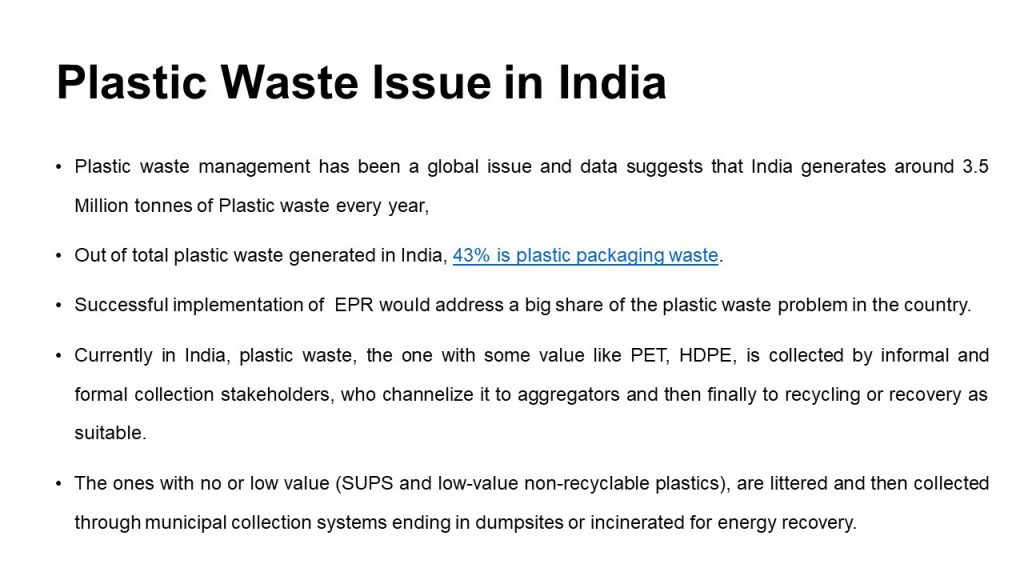 Plastic Waste Issue in India
• Plastic waste management has been a global issue and data suggests that India generates around 3.5
Million tonnes of Plastic waste every year,
• Out of total plastic waste generated in India, 43% is plastic packaging waste.
• Successful implementation of EPR would address a big share of the plastic waste problem in the country.
• Currently in India, plastic waste, the one with some value like PET, HDPE, is collected by informal and
formal collection stakeholders, who channelize it to aggregators and then finally to recycling or recovery as
suitable.
• The ones with no or low value (SUPS and low-value non-recyclable plastics), are littered and then collected
through municipal collection systems ending in dumpsites or incinerated for energy recovery.